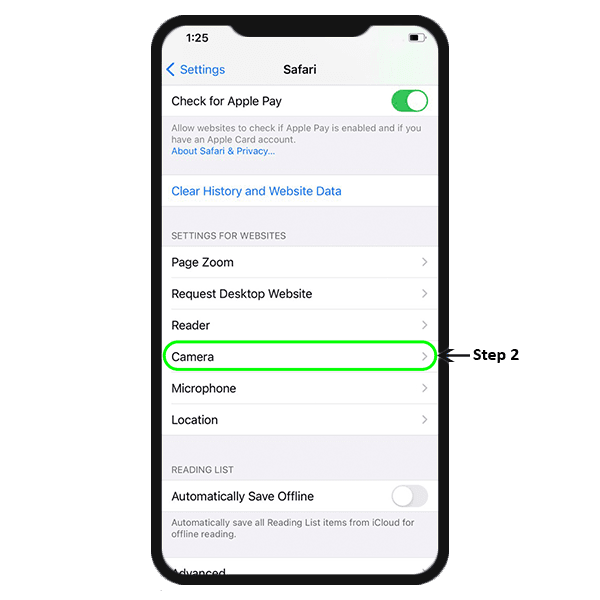 1:25
Settings
Safari
Check for Apple Pay
Allow websites to check if Apple Pay is enabled and if you
have an Apple Card account.
About Safari & Privacy...
Clear History and Website Data
SETTINGS FOR WEBSITES
Page Zoom
Request Desktop Website
Reader
Camera
Step 2
Microphone
Location
READING LIST
Automatically Save Offline
Automatically save all Reading List items from iCloud for
offline reading.
Advanced